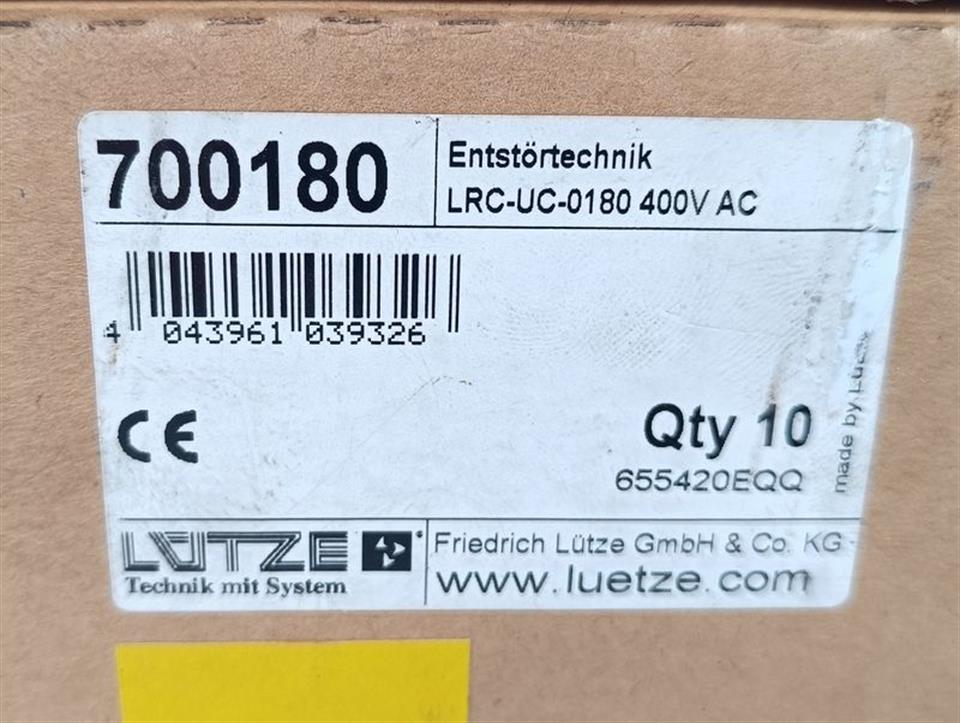 700180
Entstörtechnik
LRC-UC-0180 400V AC
4 043961 039326
CE
Qty 10
655420EQQ
made by
LÜTZE
Technik mit System
Friedrich Lütze GmbH & Co. KG
www.luetze.com